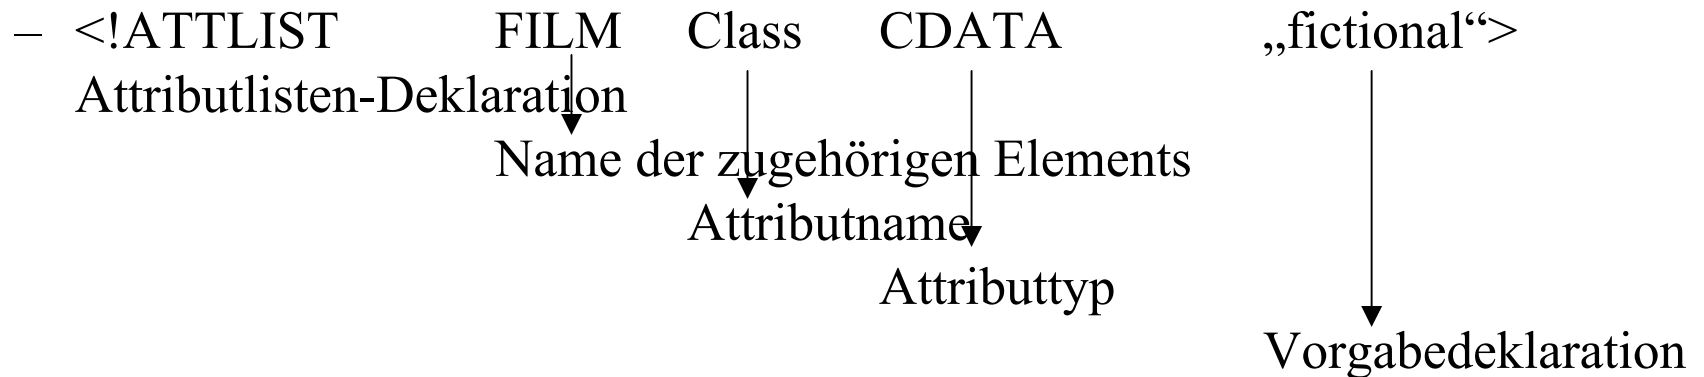 – <!ATTLIST FILM Class CDATA „fictional“>
Attributlisten-Deklaration
Name der zugehörigen Elements
Attributname
Attributtyp
Vorgabedeklaration